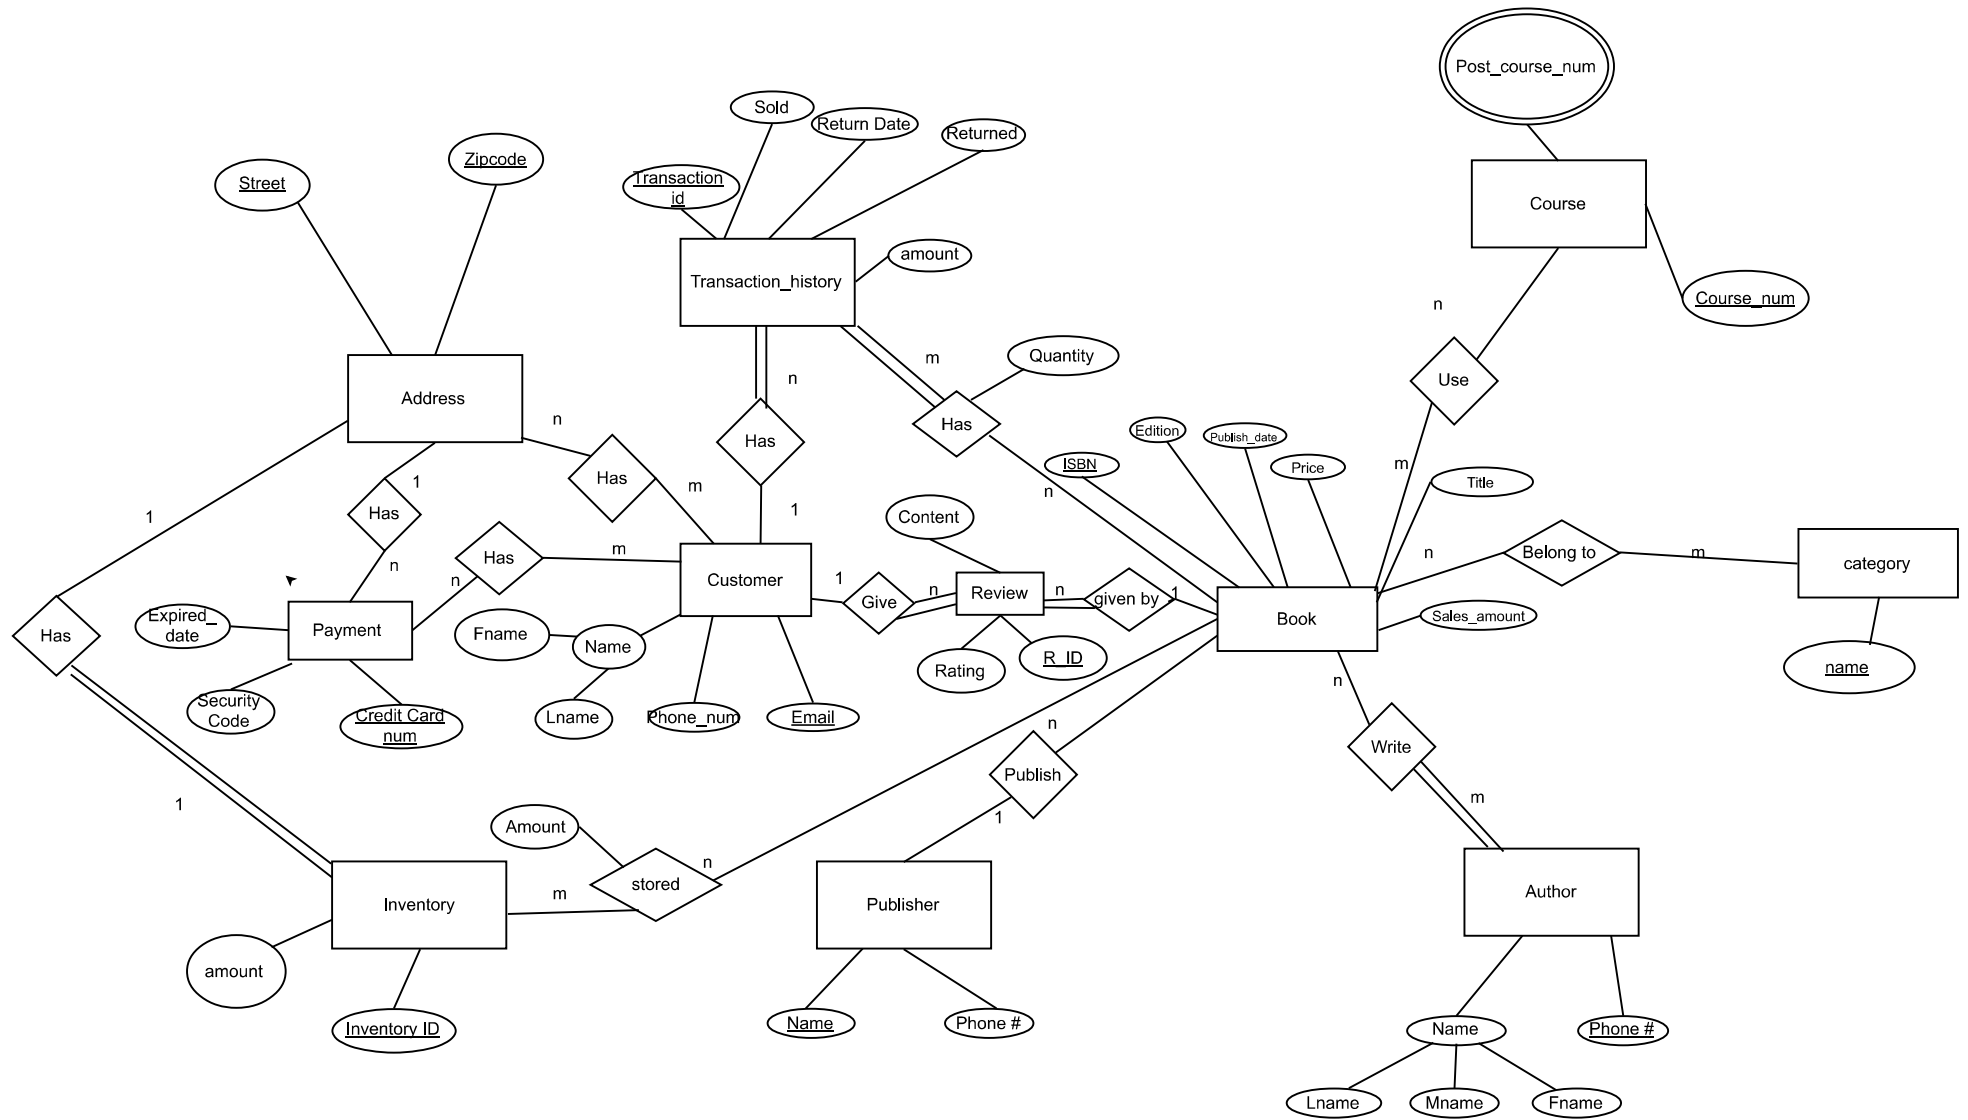 Post_course_num
Sold
Return Date
Returned
Zipcode
Street
Transaction
id
Course
amount
Transaction_history
Course_num
n
Quantity
m
n
Use
Address
n
Has
Edition
Publish_date
Has
ISBN
Price
m
Title
Has
1
m
n
1
Has
1
Content
n
Belong to
m
category
m
Has
n
n
Customer
1
n
Review
n
given by
1
Give
Expired_
date
Payment
Has
Fname
Name
Book
Sales_amount
R_ID
Rating
name
n
Security
Code
Credit Card
num
Lname
Phone_num
Email
n
Write
Publish
1
m
1
Amount
n
stored
m
Inventory
Publisher
Author
amount
Inventory ID
Name
Phone #
Name
Phone #
Lname
Mname
Fname